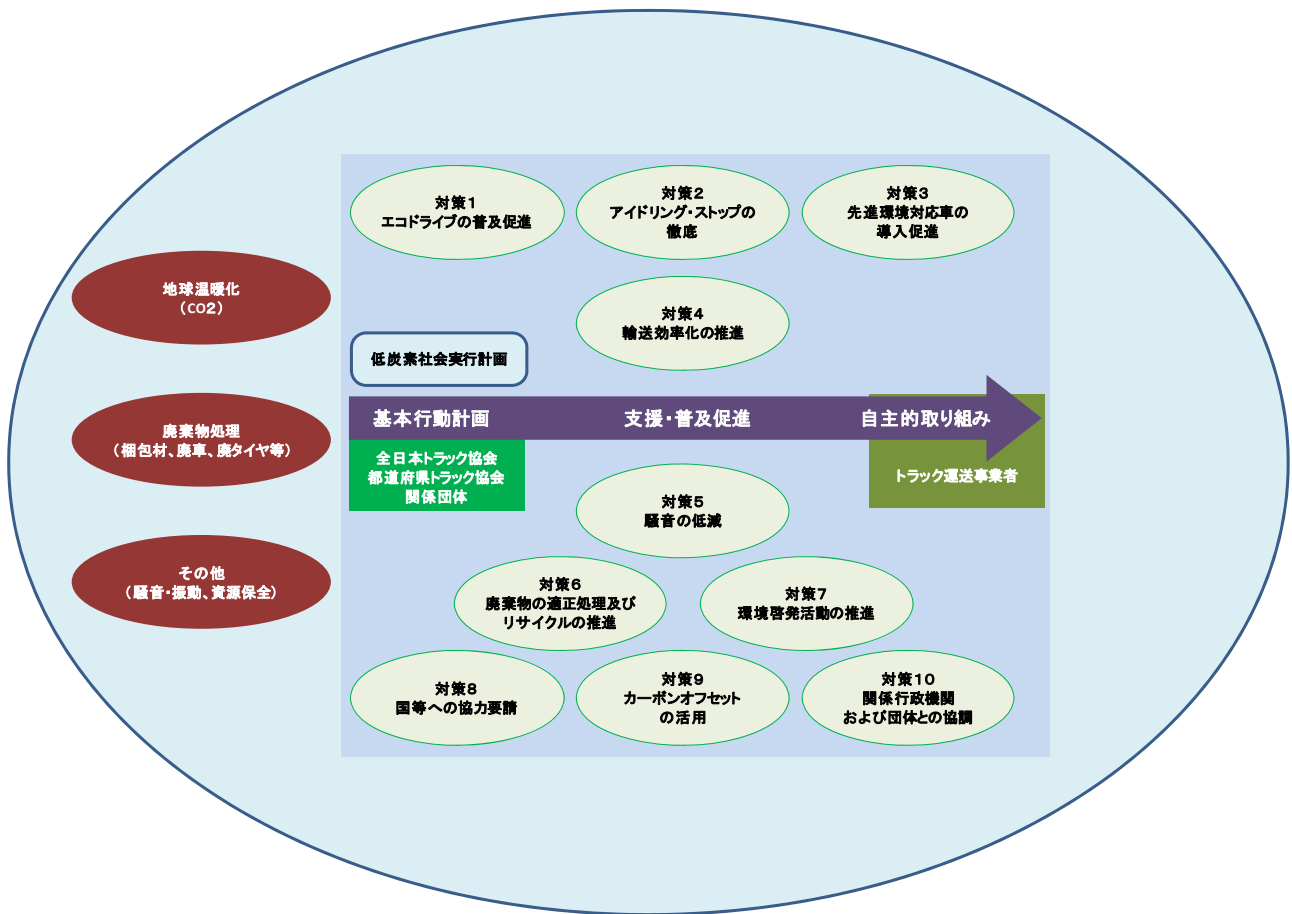 対策1
エコドライブの普及促進
対策2
アイドリング・ストップの
徹底
対策3
先進環境対応車の
導入促進
地球温暖化
（CO2）
対策4
輸送効率化の推進
低炭素社会実行計画
廃棄物処理
（梱包材、廃車、廃タイヤ等）
基本行動計画
支援・普及促進
自主的取り組み
全日本トラック協会
都道府県トラック協会
関係団体
トラック運送事業者
対策5
騒音の低減
その他
（騒音・振動、資源保全）
対策6
廃棄物の適正処理及び
リサイクルの推進
対策7
環境啓発活動の推進
対策8
国等への協力要請
対策9
カーボンオフセット
の活用
対策10
関係行政機関
および団体との協調